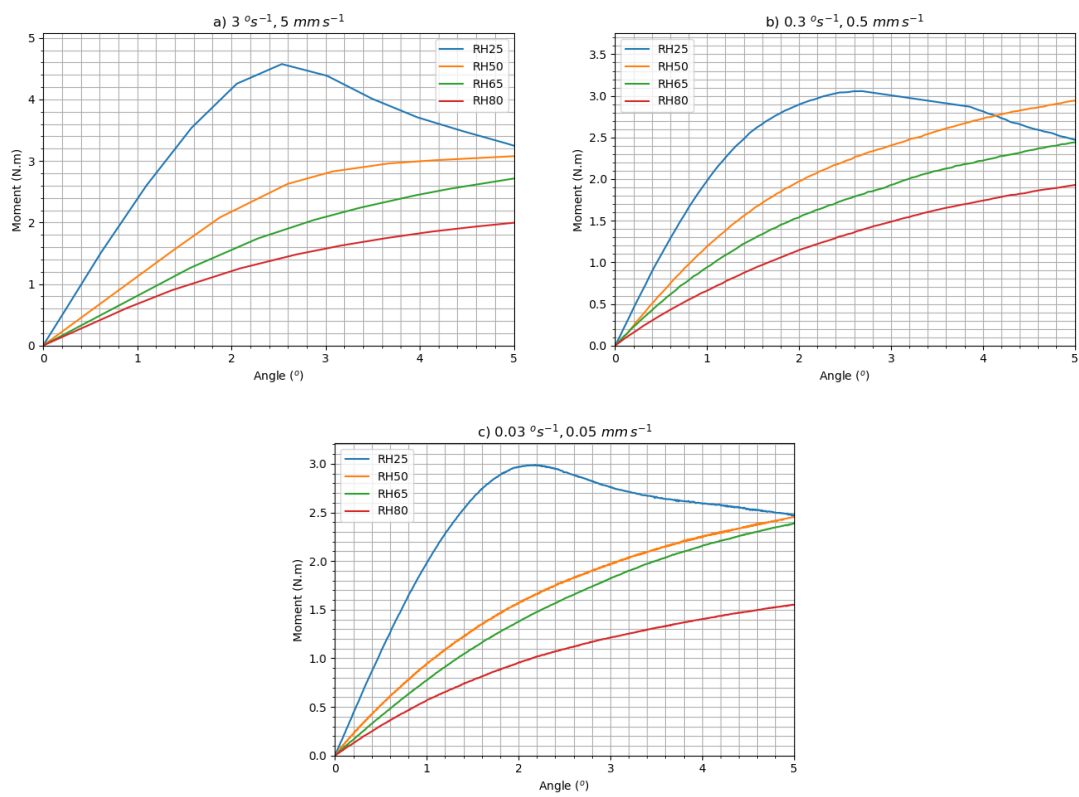 a) 3 °s⁻¹, 5 mm s⁻¹
Moment (N.m)
5
4
3
2
1
0
RH25
RH50
RH65
RH80
0 1 2 3 4 5
Angle (°)
b) 0.3 °s⁻¹, 0.5 mm s⁻¹
Moment (N.m)
3.5
3.0
2.5
2.0
1.5
1.0
0.5
0.0
RH25
RH50
RH65
RH80
0 1 2 3 4 5
Angle (°)
c) 0.03 °s⁻¹, 0.05 mm s⁻¹
Moment (N.m)
3.0
2.5
2.0
1.5
1.0
0.5
0.0
RH25
RH50
RH65
RH80
0 1 2 3 4 5
Angle (°)